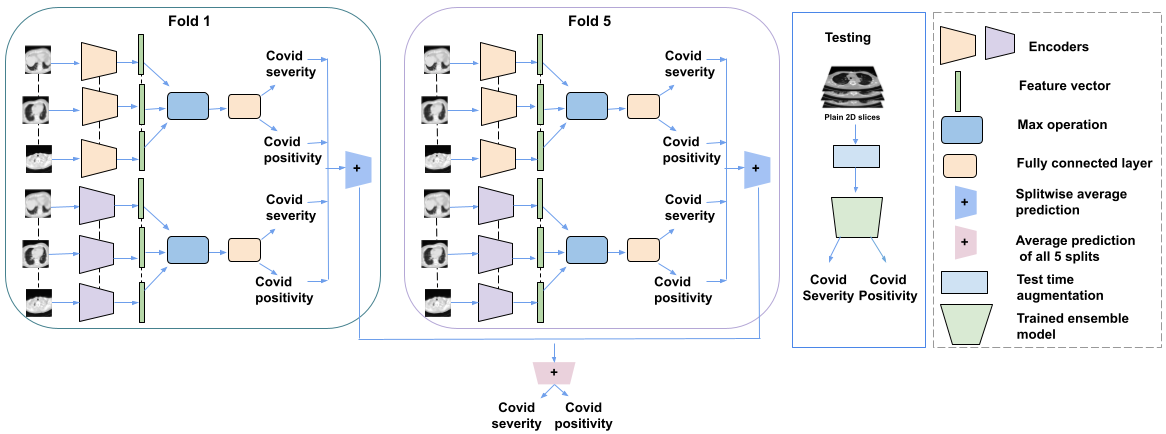 Fold 1
Covid
severity
Covid
positivity
+
Covid
severity
Covid
positivity
Fold 5
Covid
severity
Covid
positivity
+
Covid
severity
Covid
positivity
+
Covid
severity
Covid
positivity
Testing
Plain 2D slices
Covid
Severity
Covid
Positivity
Encoders
Feature vector
Max operation
Fully connected layer
+
Splitwise average
prediction
+
Average prediction
of all 5 splits
Test time
augmentation
Trained ensemble
model